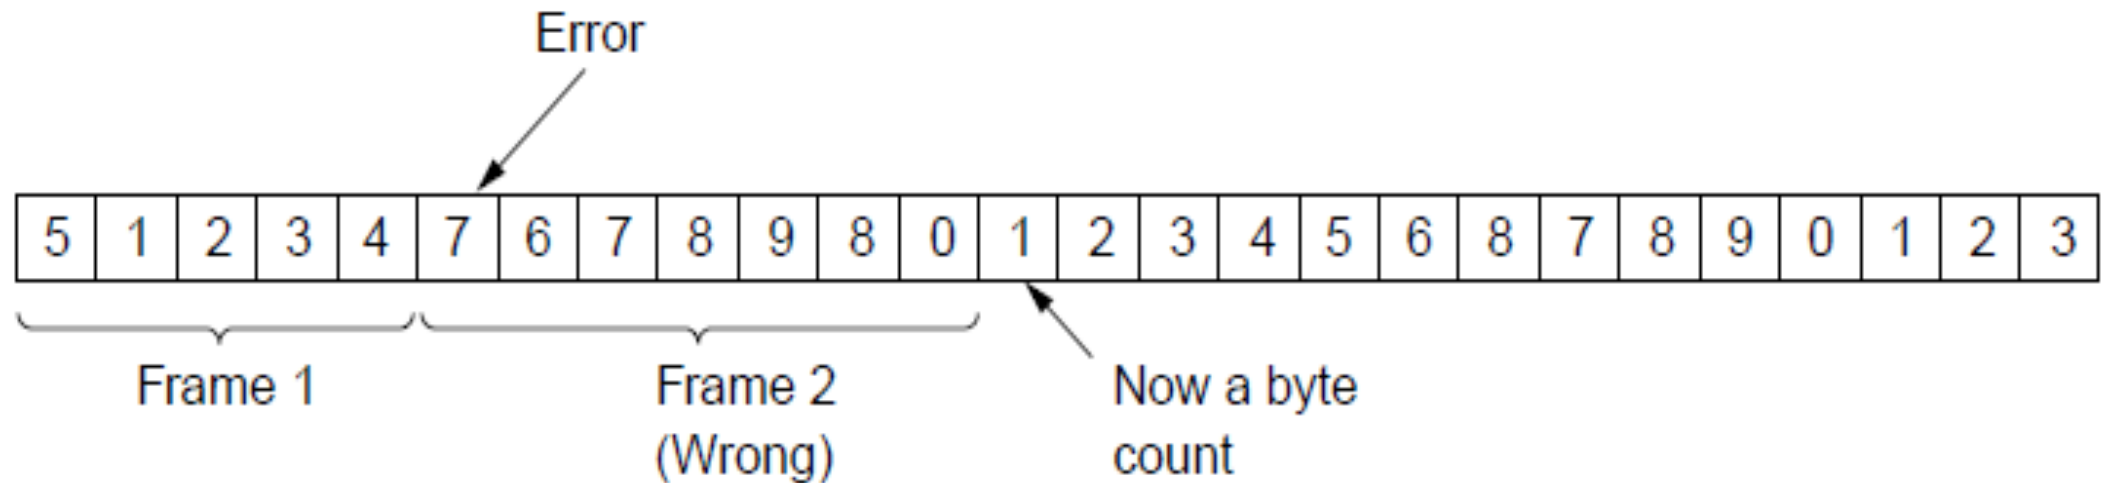 Error
5 1 2 3 4 7 6 7 8 9 8 0 1 2 3 4 5 6 8 7 8 9 0 1 2 3
Frame 1
Frame 2
(Wrong)
Now a byte
count